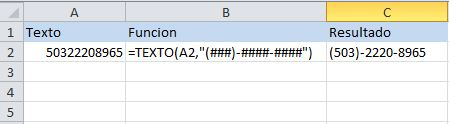 A B C
1 Texto Funcion Resultado
2 50322208965 =TEXTO(A2,"(###)-####-####") (503)-2220-8965
3
4
5